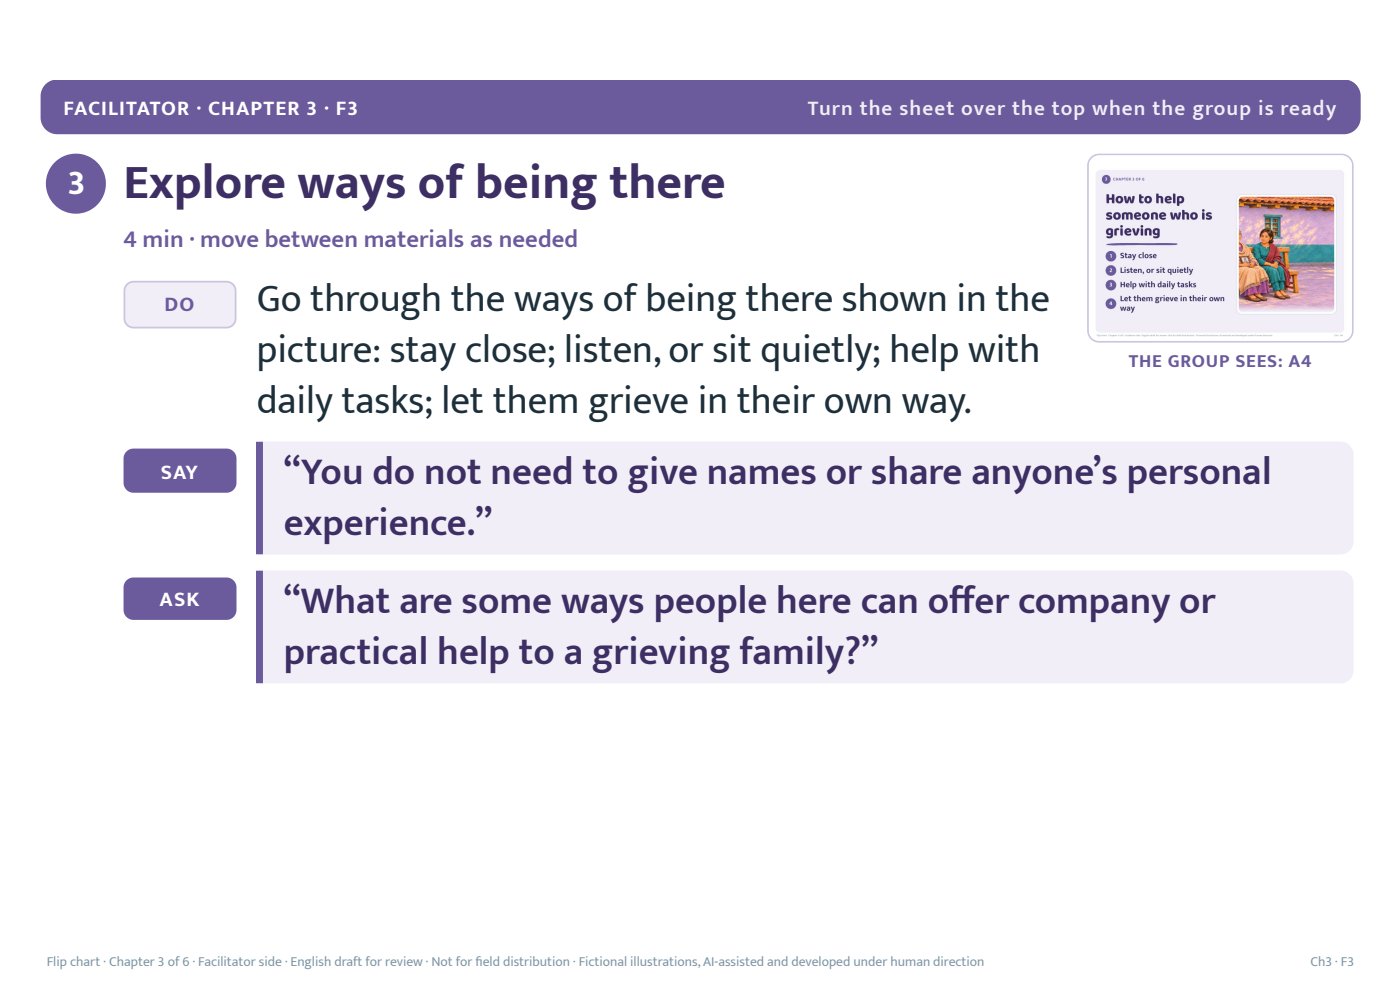 FACILITATOR · CHAPTER 3 · F3
Turn the sheet over the top when the group is ready
3
Explore ways of being there
4 min · move between materials as needed
DO
Go through the ways of being there shown in the
picture: stay close; listen, or sit quietly; help with
daily tasks; let them grieve in their own way.
3 CHAPTER 3 OF 6
How to help
someone who is
grieving
1 Stay close
2 Listen, or sit quietly
3 Help with daily tasks
4 Let them grieve in their own
way
THE GROUP SEES: A4
SAY
“You do not need to give names or share anyone’s personal
experience.”
ASK
“What are some ways people here can offer company or
practical help to a grieving family?”
Flip chart · Chapter 3 of 6 · Facilitator side · English draft for review · Not for field distribution · Fictional illustrations, AI-assisted and developed under human direction
Ch3 · F3